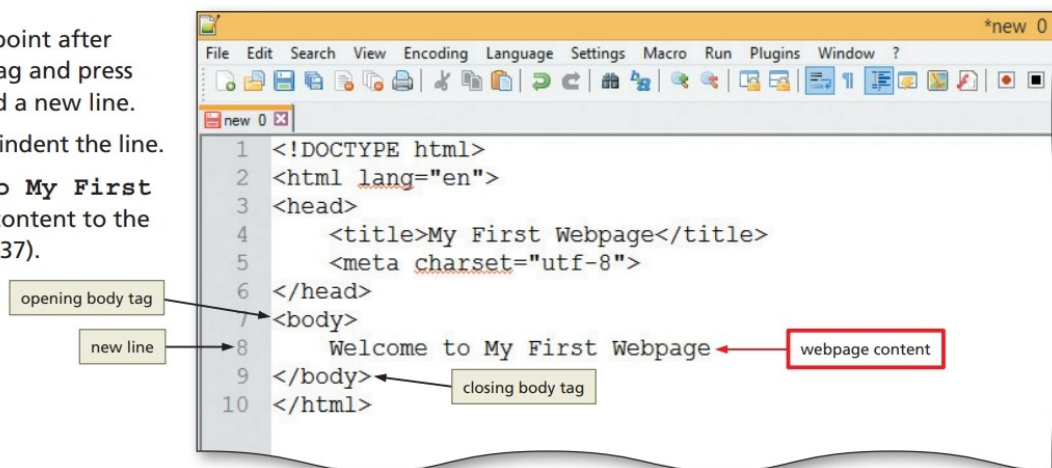 point after
ag and press
d a new line.
indent the line.
o My First
content to the
37).
*new 0
File Edit Search View Encoding Language Settings Macro Run Plugins Window ?
new 0
1 <!DOCTYPE html>
2 <html lang="en">
3 <head>
4 <title>My First Webpage</title>
5 <meta charset="utf-8">
6 </head>
opening body tag
7 <body>
new line
8 Welcome to My First Webpage
webpage content
9 </body>
closing body tag
10 </html>